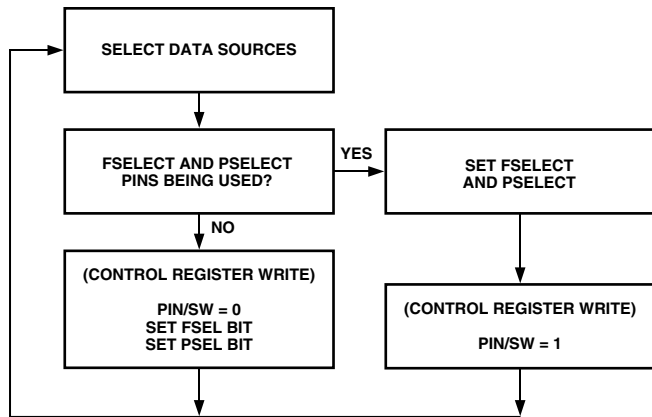 SELECT DATA SOURCES
FSELECT AND PSELECT
PINS BEING USED?
YES
SET FSELECT
AND PSELECT
NO
(CONTROL REGISTER WRITE)
PIN/SW = 0
SET FSEL BIT
SET PSEL BIT
(CONTROL REGISTER WRITE)
PIN/SW = 1